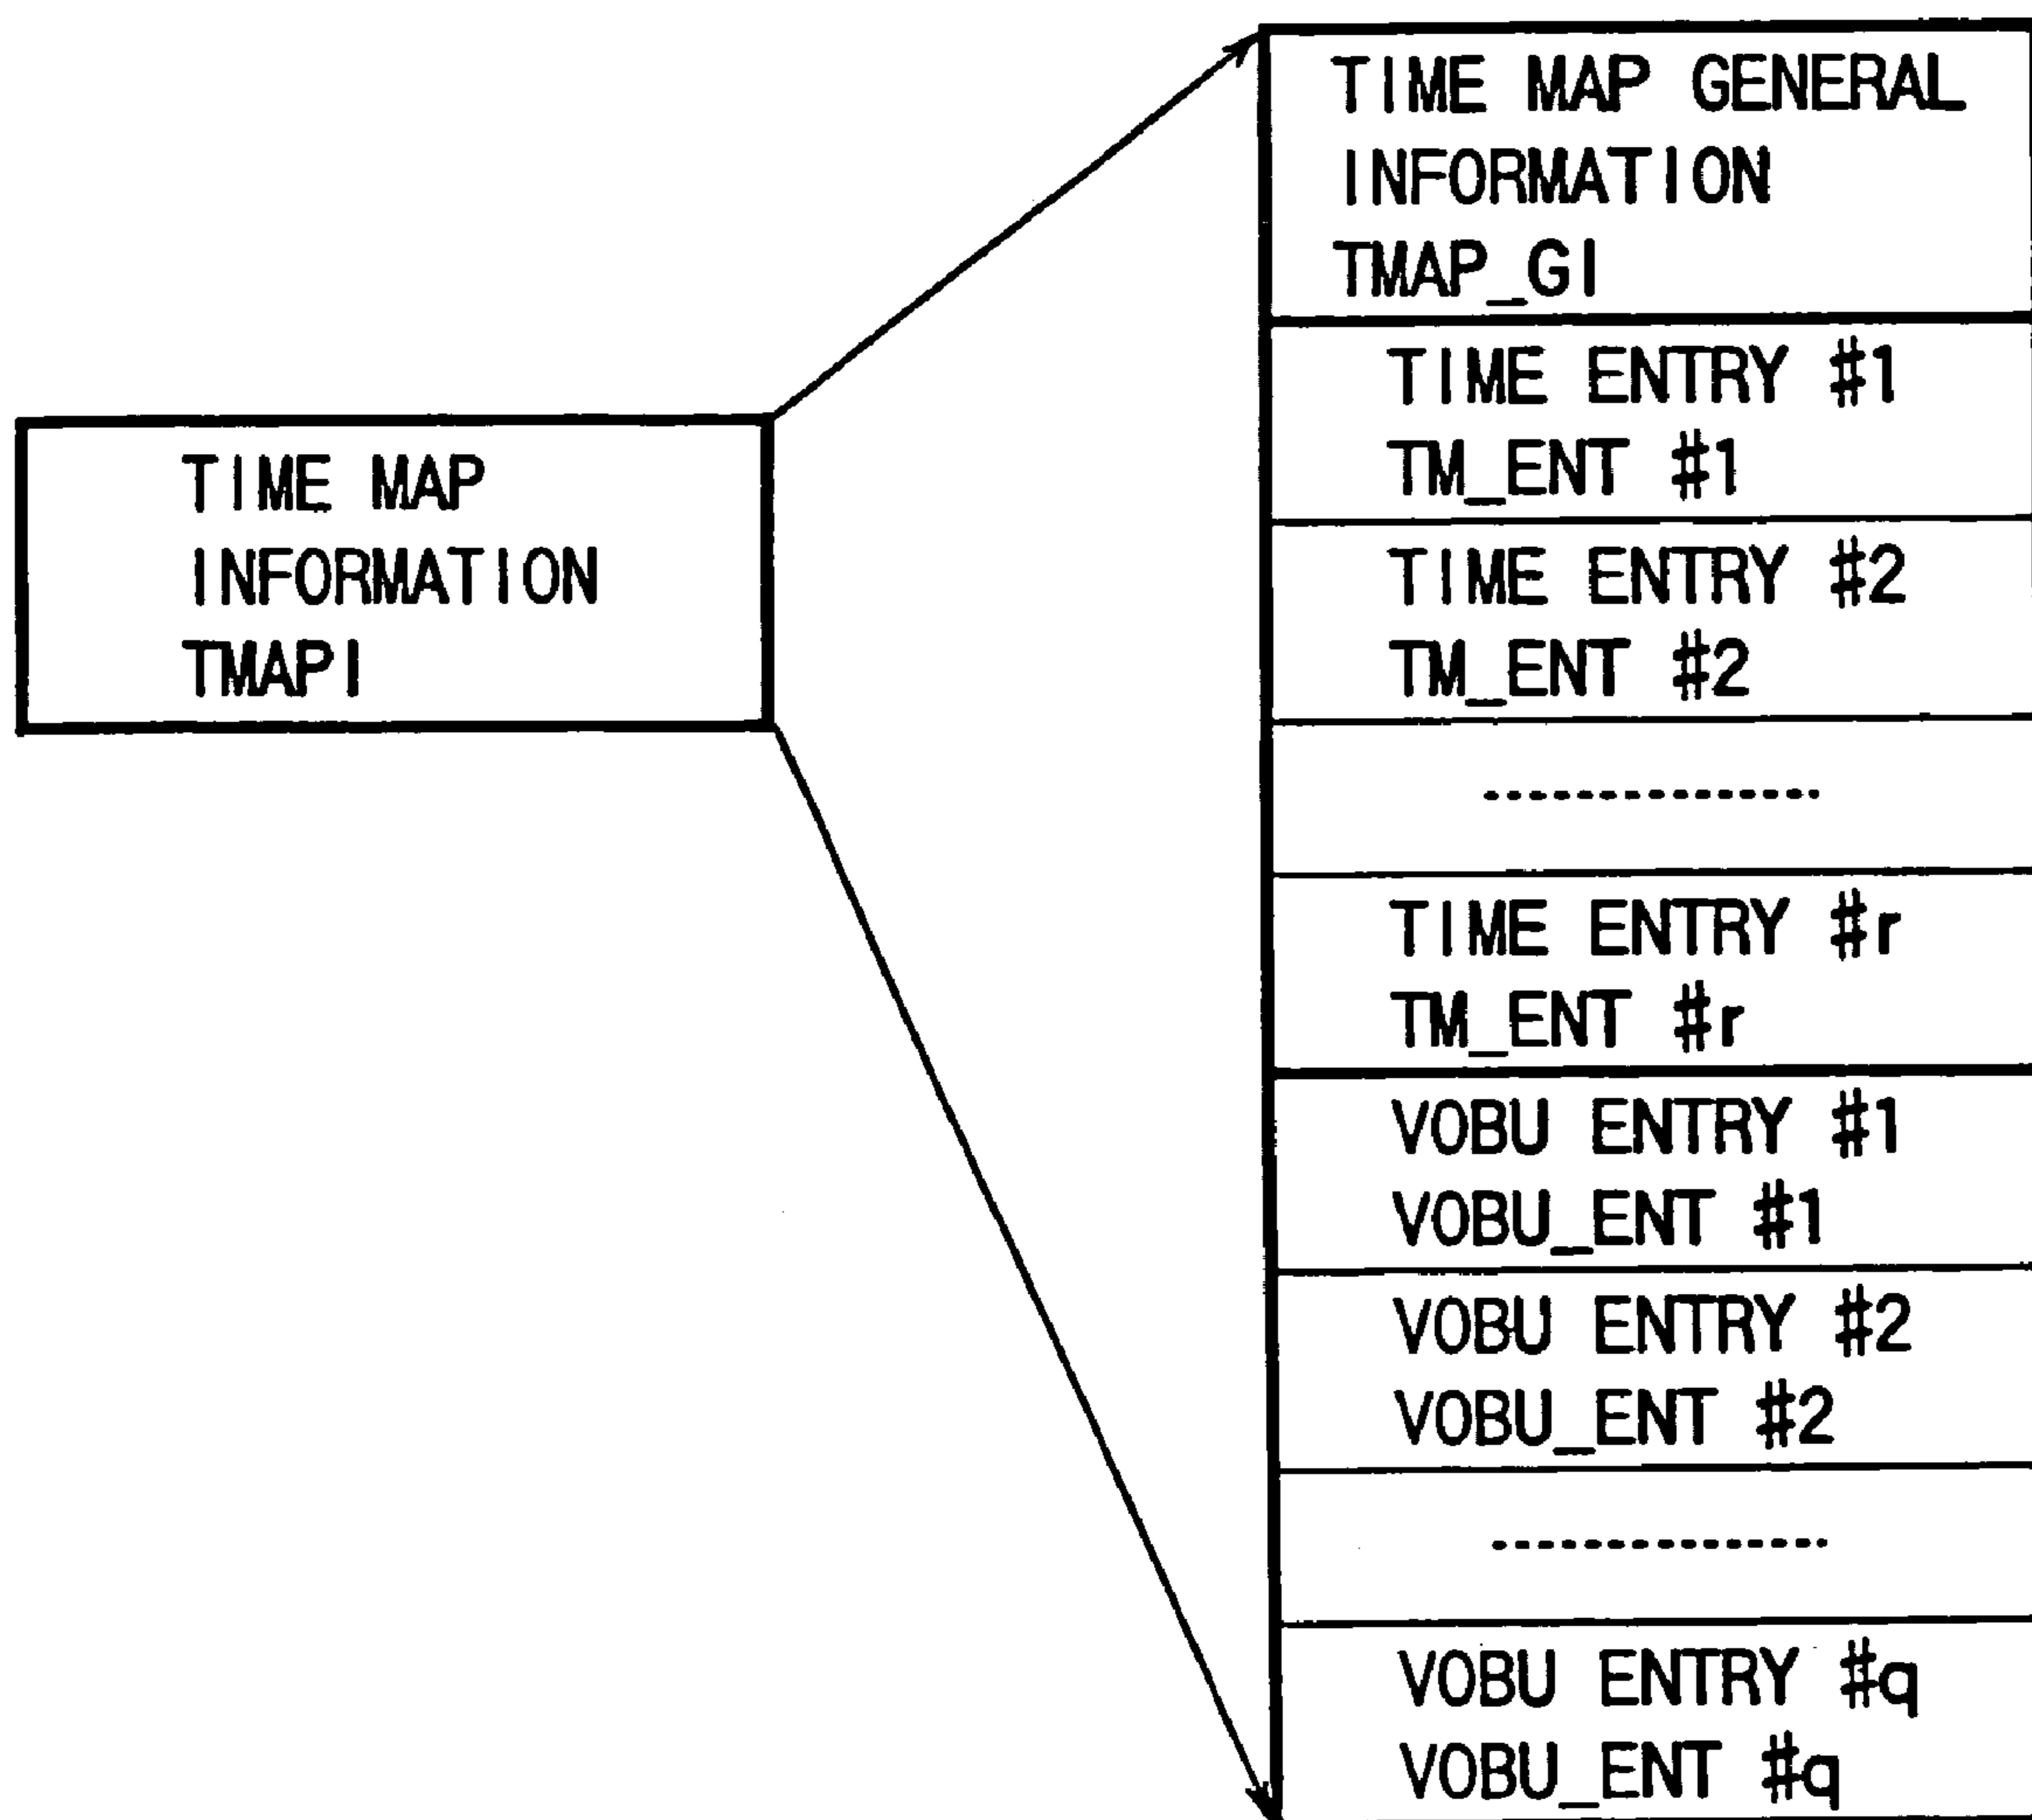 TIME MAP
INFORMATION
TMAPI
TIME MAP GENERAL
INFORMATION
TMAP_GI
TIME ENTRY #1
TM_ENT #1
TIME ENTRY #2
TM_ENT #2
TIME ENTRY #r
TM_ENT #r
VOBU ENTRY #1
VOBU_ENT #1
VOBU ENTRY #2
VOBU_ENT #2
VOBU ENTRY #q
VOBU_ENT #q